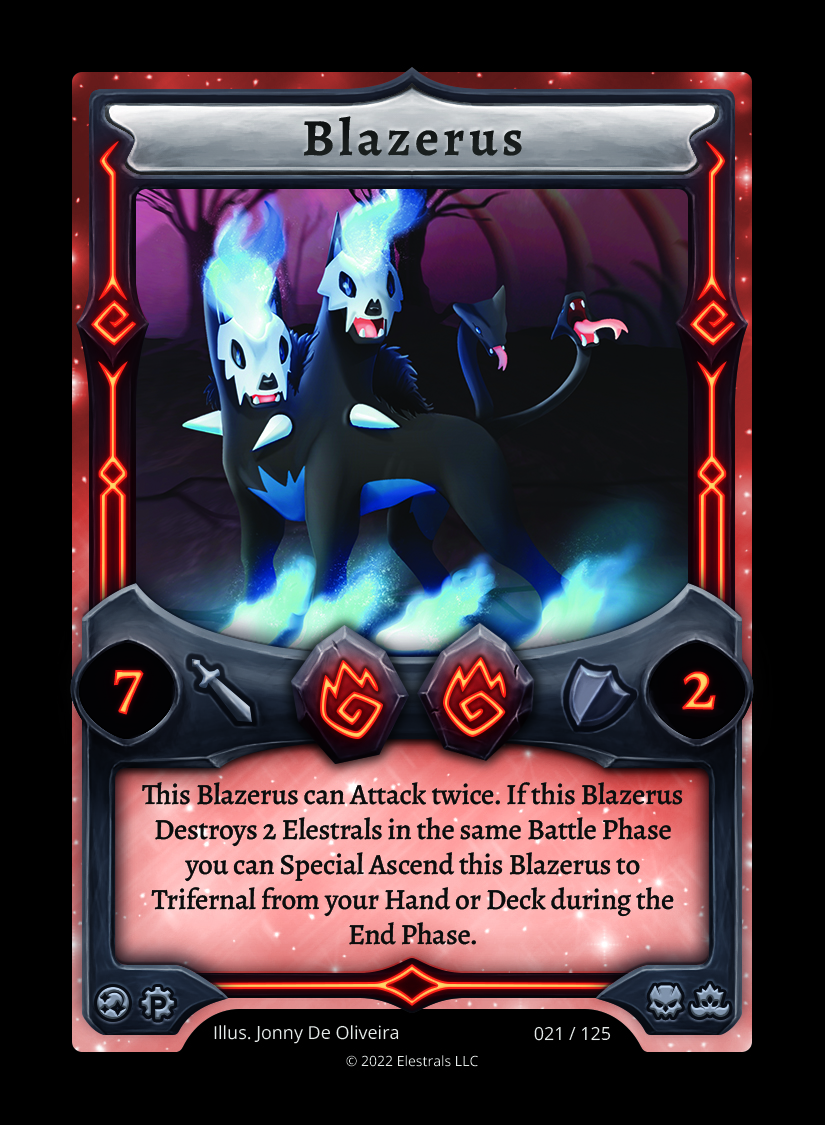 Blazerus
7
2
This Blazerus can Attack twice. If this Blazerus
Destroys 2 Elestrals in the same Battle Phase
you can Special Ascend this Blazerus to
Trifernal from your Hand or Deck during the
End Phase.
P
Illus. Jonny De Oliveira
021 / 125
© 2022 Elestrals LLC